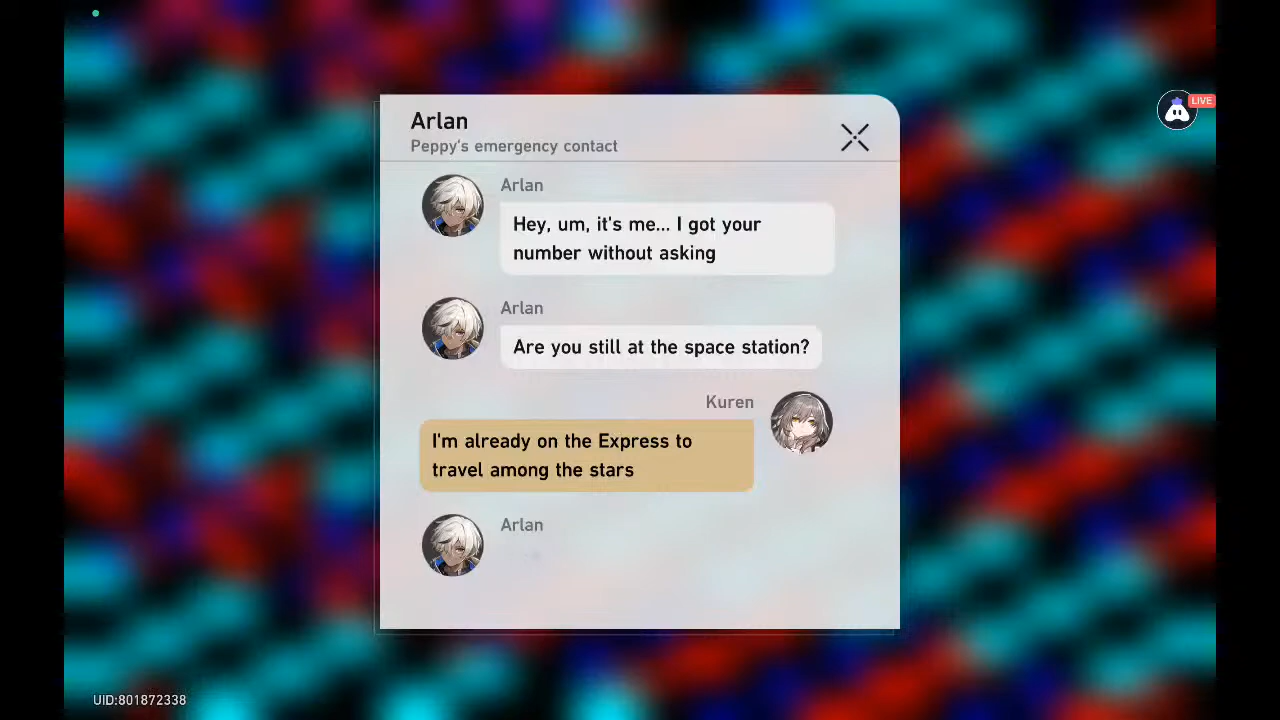 LIVE
Arlan
Peppy's emergency contact
Arlan
Hey, um, it's me... I got your
number without asking
Arlan
Are you still at the space station?
Kuren
I'm already on the Express to
travel among the stars
Arlan
UID:801872338